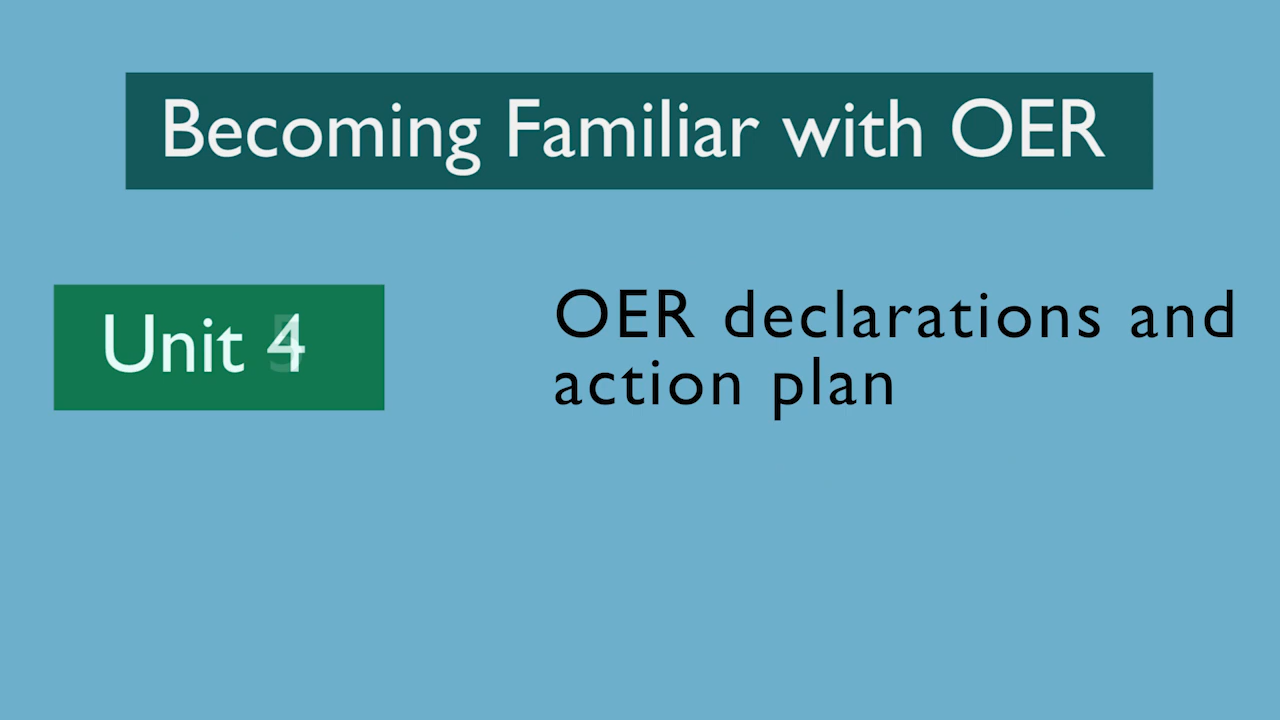 Becoming Familiar with OER
Unit 4
OER declarations and
action plan